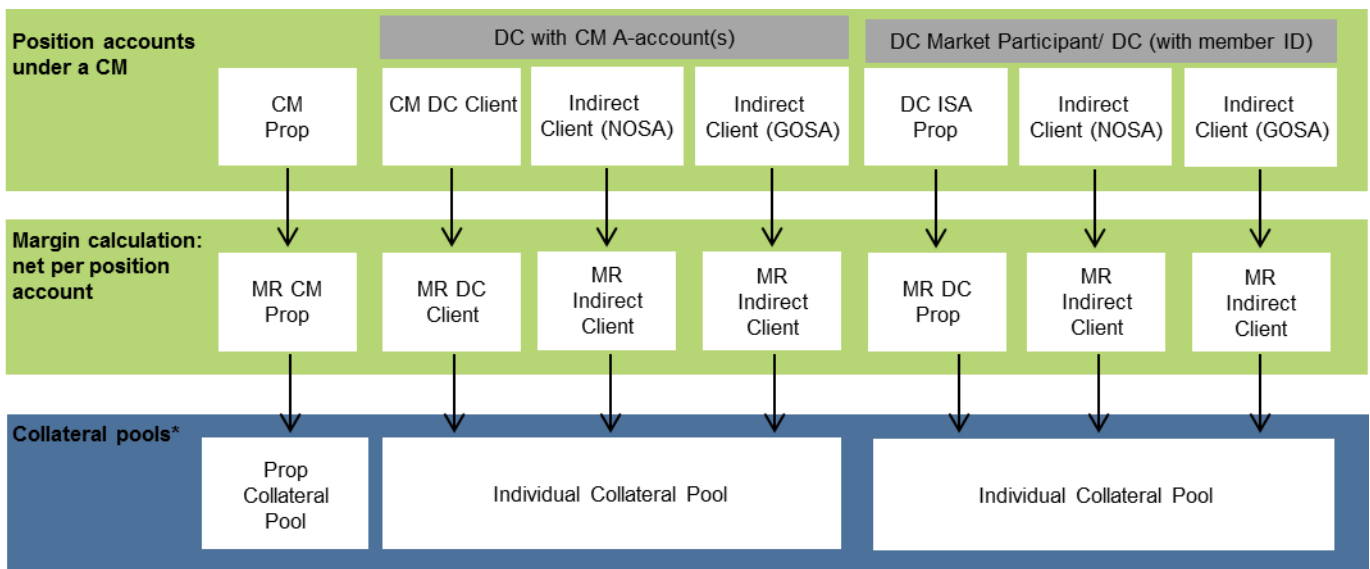 Position accounts
under a CM
DC with CM A-account(s)
DC Market Participant/ DC (with member ID)
CM
Prop
CM DC Client
Indirect
Client (NOSA)
Indirect
Client (GOSA)
DC ISA
Prop
Indirect
Client (NOSA)
Indirect
Client (GOSA)
Margin calculation:
net per position
account
MR CM
Prop
MR DC
Client
MR
Indirect
Client
MR
Indirect
Client
MR DC
Prop
MR
Indirect
Client
MR
Indirect
Client
Collateral pools*
Prop
Collateral
Pool
Individual Collateral Pool
Individual Collateral Pool